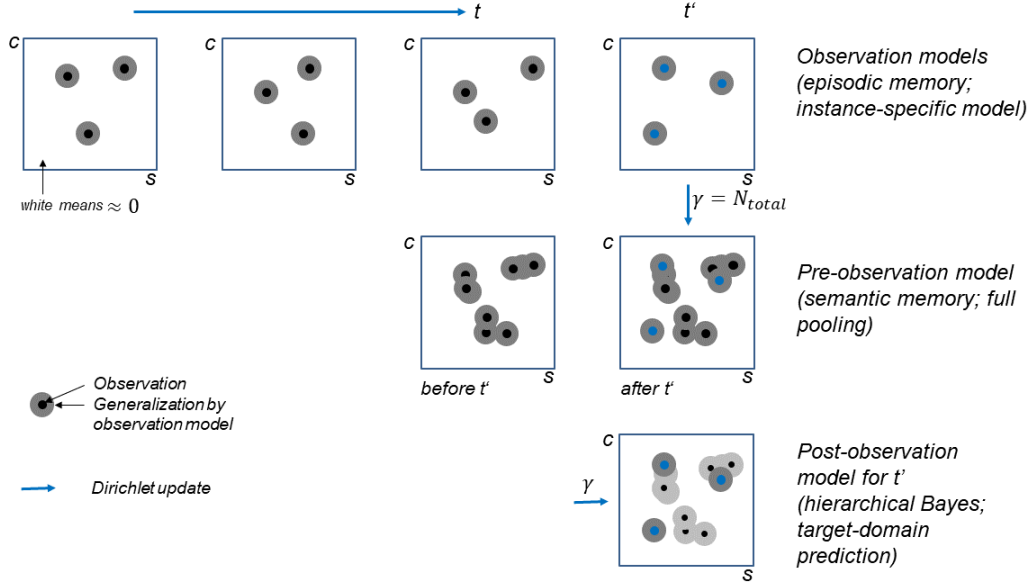 t
t‘
c
c
c
c
Observation models
(episodic memory;
instance-specific model)
s
s
s
s
white means ≈ 0
γ = N_total
c
c
Pre-observation model
(semantic memory; full
pooling)
s
s
before t‘
after t‘
Observation
Generalization by
observation model
Dirichlet update
c
γ
Post-observation
model for t’
(hierarchical Bayes;
target-domain
prediction)
s